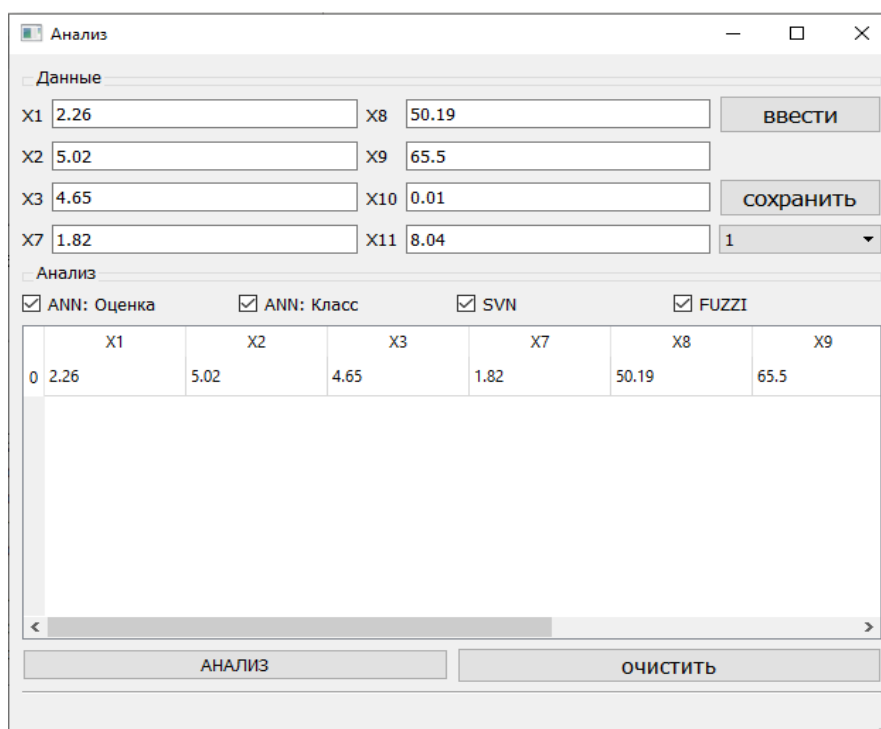 Анализ
Данные
X1 2.26 X8 50.19 ввести
X2 5.02 X9 65.5
X3 4.65 X10 0.01 сохранить
X7 1.82 X11 8.04 1
Анализ
ANN: Оценка ANN: Класс SVN FUZZI
X1 X2 X3 X7 X8 X9
0 2.26 5.02 4.65 1.82 50.19 65.5
АНАЛИЗ очистить